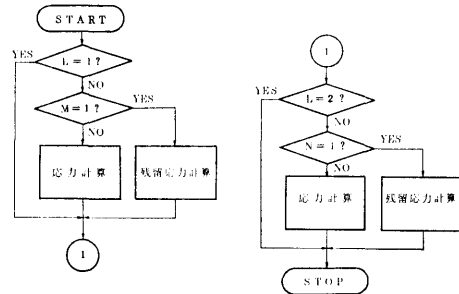 START
YES
L=1?
NO
M=1?
YES
NO
応力計算
残留応力計算
1
1
YES
L=2?
NO
N=1?
YES
NO
応力計算
残留応力計算
STOP